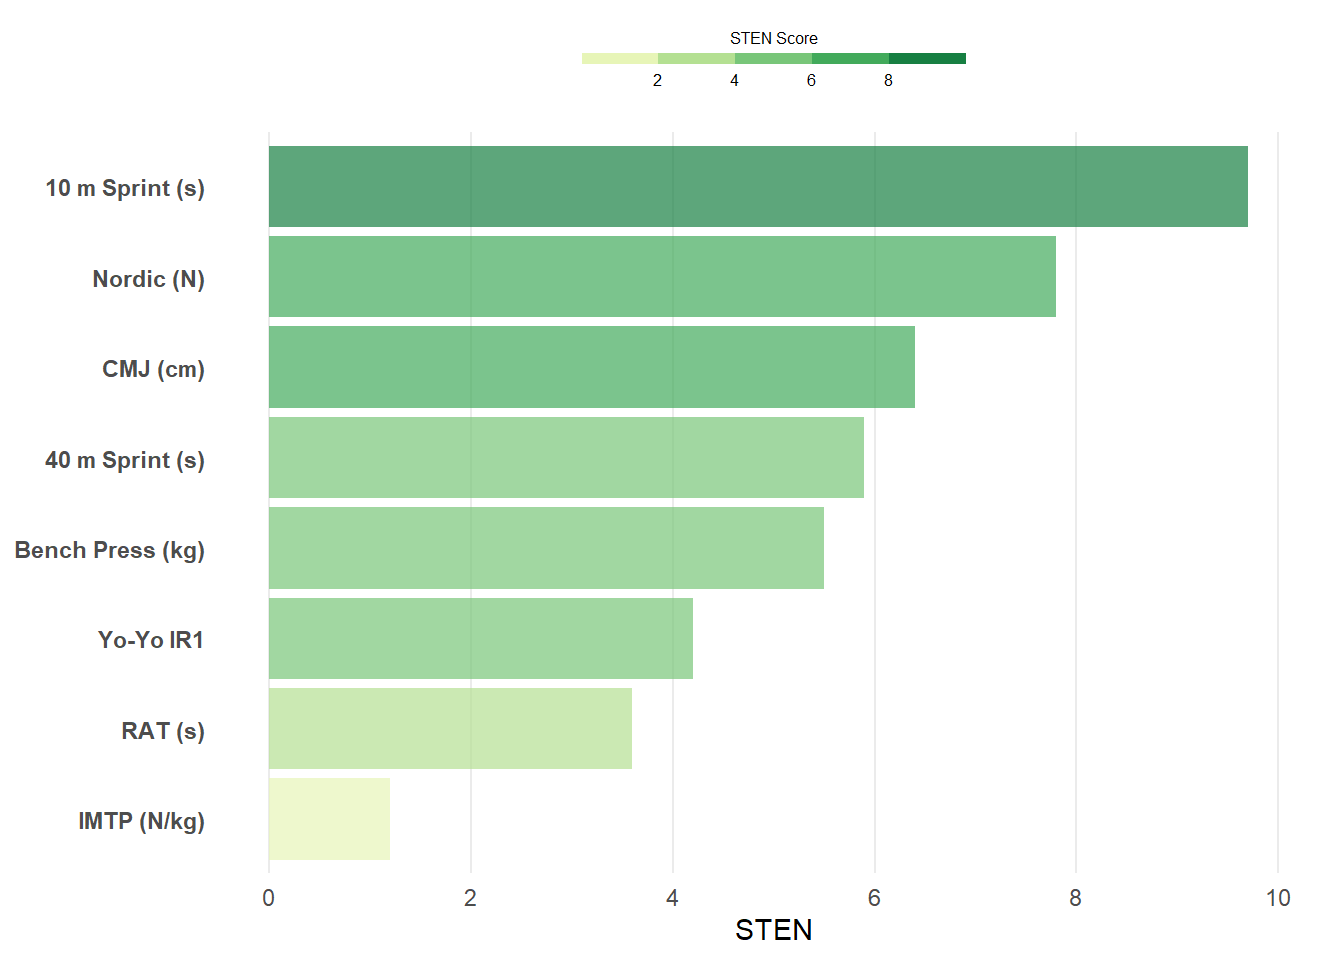 STEN Score
2 4 6 8
10 m Sprint (s)
Nordic (N)
CMJ (cm)
40 m Sprint (s)
Bench Press (kg)
Yo-Yo IR1
RAT (s)
IMTP (N/kg)
0 2 4 6 8 10
STEN